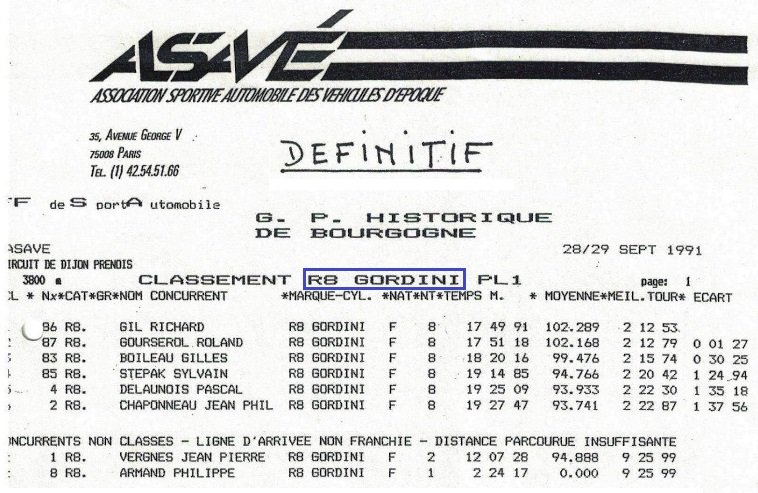 ASAVÉ
ASSOCIATION SPORTIVE AUTOMOBILE DES VEHICULES D'EPOQUE
35, AVENUE GEORGE V
75008 PARIS
TEL. (1) 42.54.51.66
DEFINITIF
FF de S port A utomobile
G. P. HISTORIQUE
DE BOURGOGNE
ASAVE 28/29 SEPT 1991
IRCUIT DE DIJON PRENOIS
3800 m CLASSEMENT R8 GORDINI PL1 page: 1
CL * Nx*CAT*GR*NOM CONCURRENT *MARQUE-CYL. *NAT*NT*TEMPS M. * MOYENNE*MEIL.TOUR* ECART
96 R8. GIL RICHARD R8 GORDINI F 8 17 49 91 102.289 2 12 53
87 R8. GOURSEROL ROLAND R8 GORDINI F 8 17 51 18 102.168 2 12 79 0 01 27
83 R8. BOILEAU GILLES R8 GORDINI F 8 18 20 16 99.476 2 15 74 0 30 25
85 R8. STEPAK SYLVAIN R8 GORDINI F 8 19 14 85 94.766 2 20 42 1 24 94
4 R8. DELAUNOIS PASCAL R8 GORDINI F 8 19 25 09 93.933 2 22 30 1 35 18
2 R8. CHAPONNEAU JEAN PHIL R8 GORDINI F 8 19 27 47 93.741 2 22 87 1 37 56
ONCURRENTS NON CLASSES - LIGNE D'ARRIVEE NON FRANCHIE - DISTANCE PARCOURUE INSUFFISANTE
1 R8. VERGNES JEAN PIERRE R8 GORDINI F 2 12 07 28 94.888 9 25 99
8 R8. ARMAND PHILIPPE R8 GORDINI F 1 2 24 17 0.000 9 25 99